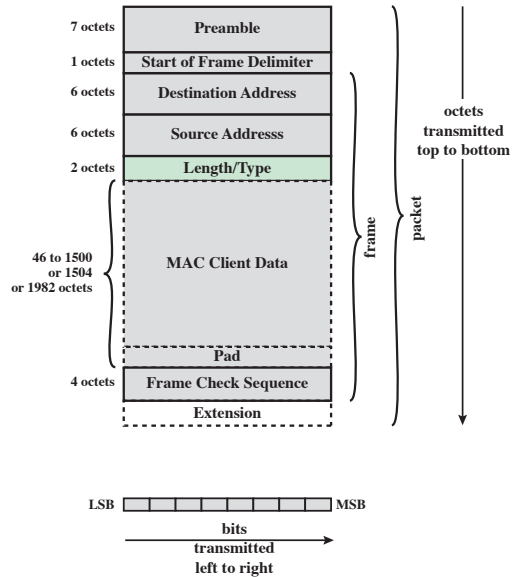 7 octets
Preamble
1 octets
Start of Frame Delimiter
6 octets
Destination Address
6 octets
Source Addresss
2 octets
Length/Type
46 to 1500
or 1504
or 1982 octets
MAC Client Data
Pad
4 octets
Frame Check Sequence
Extension
frame
packet
octets
transmitted
top to bottom
LSB
MSB
bits
transmitted
left to right